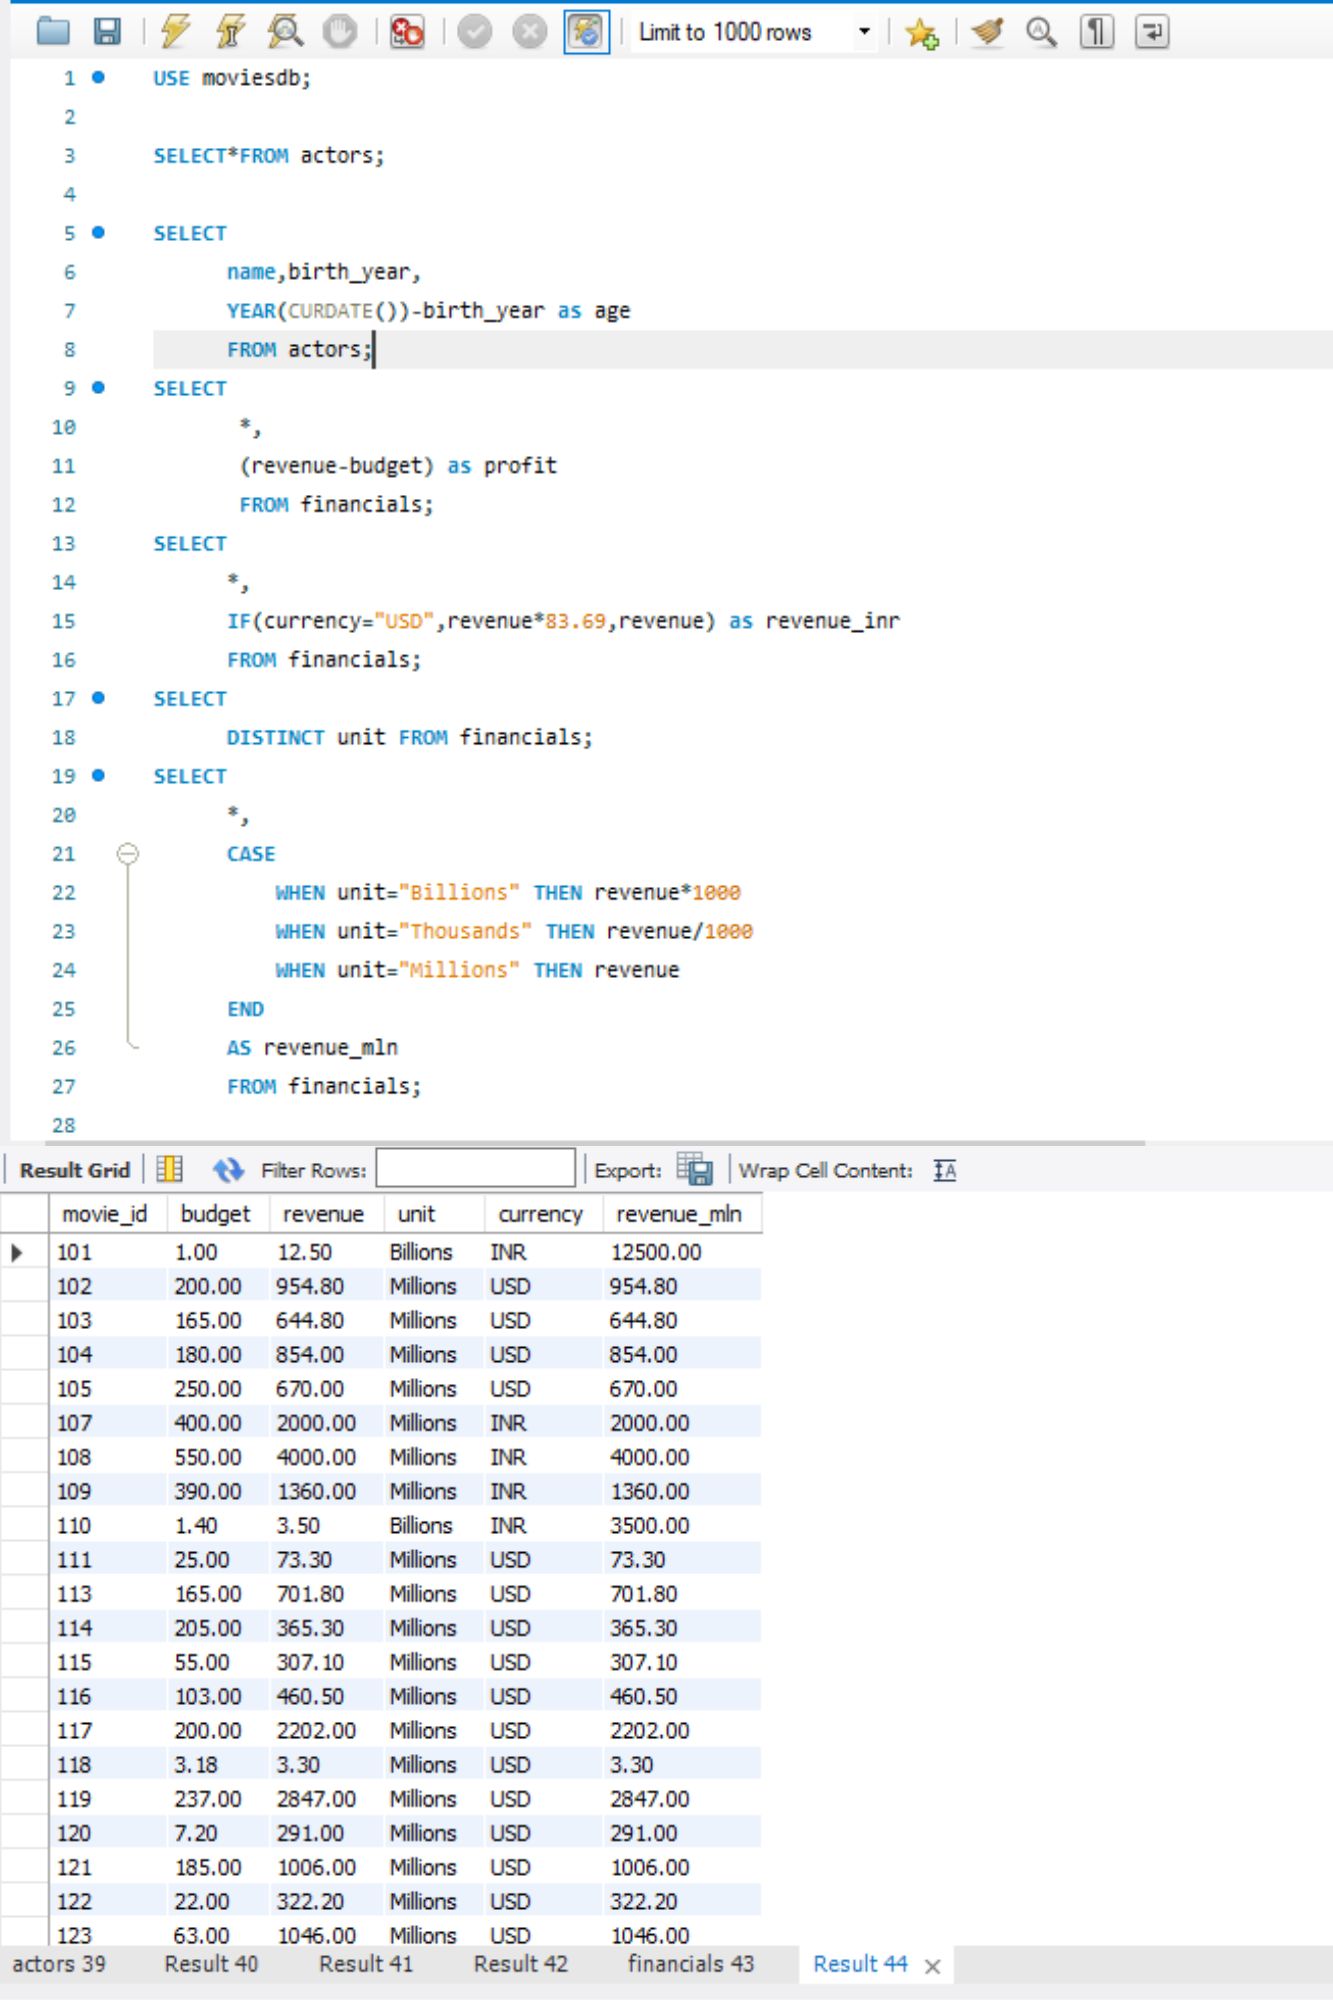 Limit to 1000 rows
1 USE moviesdb;
2
3 SELECT*FROM actors;
4
5 SELECT
6 name,birth_year,
7 YEAR(CURDATE())-birth_year as age
8 FROM actors;
9 SELECT
10 *,
11 (revenue-budget) as profit
12 FROM financials;
13 SELECT
14 *,
15 IF(currency="USD",revenue*83.69,revenue) as revenue_inr
16 FROM financials;
17 SELECT
18 DISTINCT unit FROM financials;
19 SELECT
20 *,
21 CASE
22 WHEN unit="Billions" THEN revenue*1000
23 WHEN unit="Thousands" THEN revenue/1000
24 WHEN unit="Millions" THEN revenue
25 END
26 AS revenue_mln
27 FROM financials;
28
Result Grid Filter Rows: Export: Wrap Cell Content: IA
movie_id budget revenue unit currency revenue_mln
101 1.00 12.50 Billions INR 12500.00
102 200.00 954.80 Millions USD 954.80
103 165.00 644.80 Millions USD 644.80
104 180.00 854.00 Millions USD 854.00
105 250.00 670.00 Millions USD 670.00
107 400.00 2000.00 Millions INR 2000.00
108 550.00 4000.00 Millions INR 4000.00
109 390.00 1360.00 Millions INR 1360.00
110 1.40 3.50 Billions INR 3500.00
111 25.00 73.30 Millions USD 73.30
113 165.00 701.80 Millions USD 701.80
114 205.00 365.30 Millions USD 365.30
115 55.00 307.10 Millions USD 307.10
116 103.00 460.50 Millions USD 460.50
117 200.00 2202.00 Millions USD 2202.00
118 3.18 3.30 Millions USD 3.30
119 237.00 2847.00 Millions USD 2847.00
120 7.20 291.00 Millions USD 291.00
121 185.00 1006.00 Millions USD 1006.00
122 22.00 322.20 Millions USD 322.20
123 63.00 1046.00 Millions USD 1046.00
actors 39 Result 40 Result 41 Result 42 financials 43 Result 44